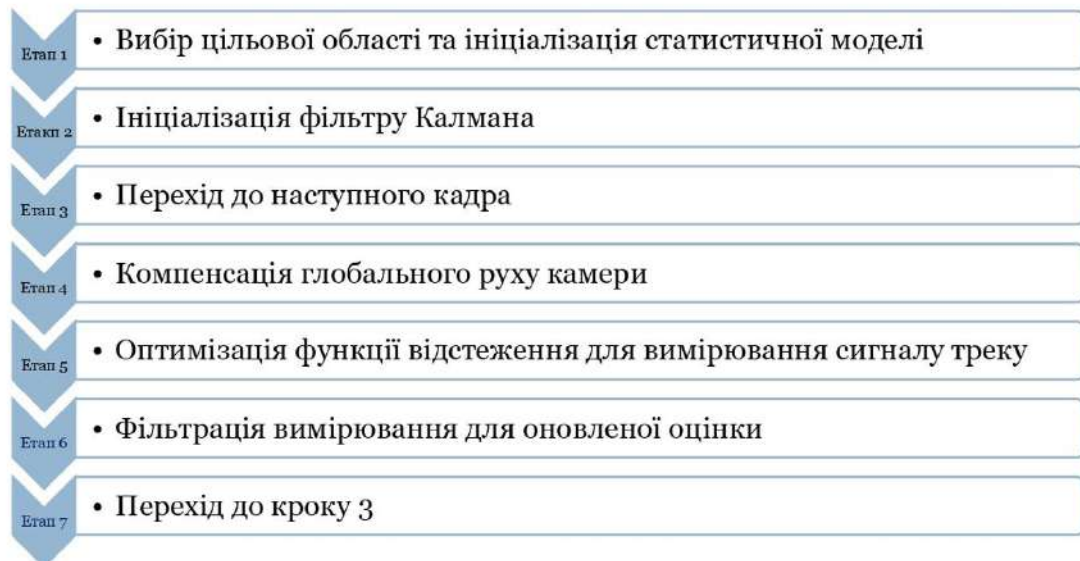 Етап 1
• Вибір цільової області та ініціалізація статистичної моделі
Етакп 2
• Ініціалізація фільтру Калмана
Етап 3
• Перехід до наступного кадра
Етап 4
• Компенсація глобального руху камери
Етап 5
• Оптимізація функції відстеження для вимірювання сигналу треку
Етап 6
• Фільтрація вимірювання для оновленої оцінки
Етап 7
• Перехід до кроку 3